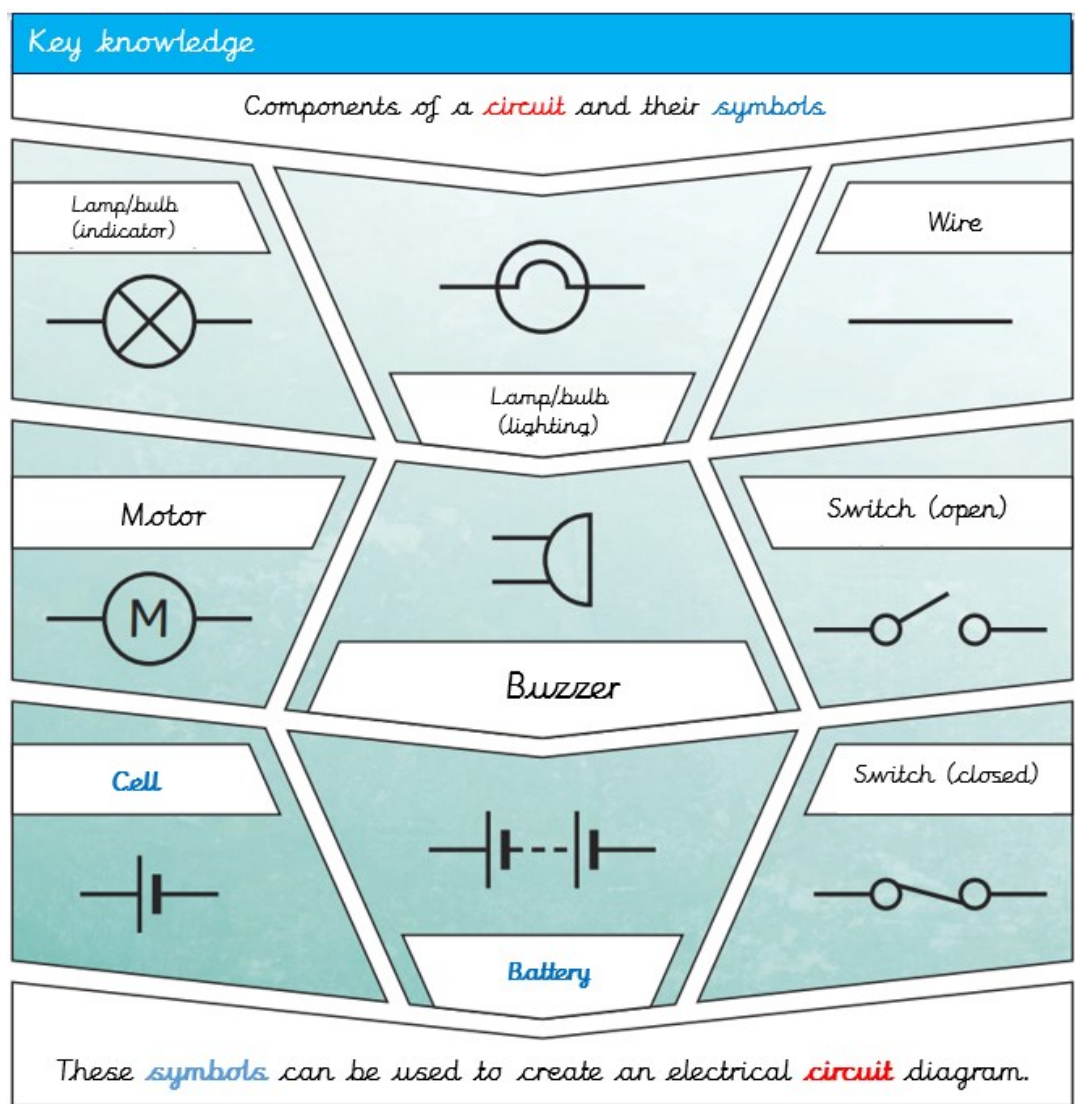 Key knowledge
Components of a circuit and their symbols
Lamp/bulb
(indicator)
Lamp/bulb
(lighting)
Wire
Motor
M
Buzzer
Switch (open)
Cell
Battery
Switch (closed)
These symbols can be used to create an electrical circuit diagram.